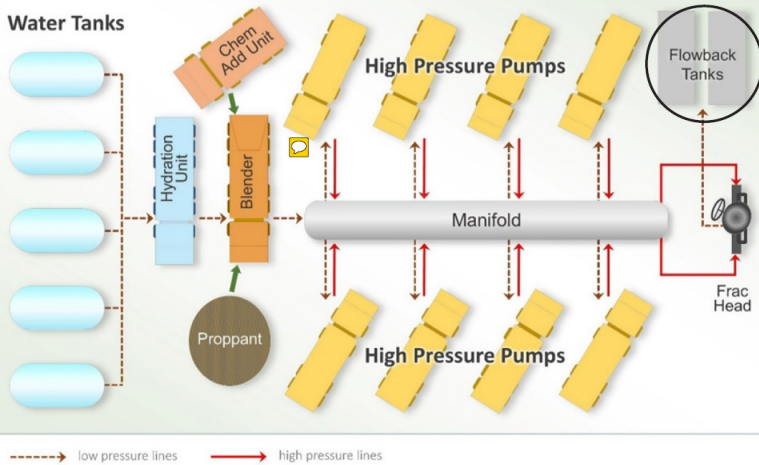 Water Tanks
Chem
Add Unit
High Pressure Pumps
Flowback
Tanks
Hydration
Unit
Blender
Manifold
Frac
Head
Proppant
High Pressure Pumps
low pressure lines
high pressure lines